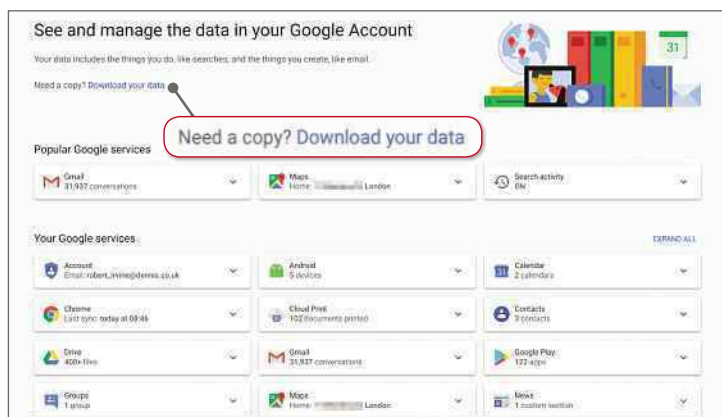 See and manage the data in your Google Account
31
Your data includes the things you do, like searches, and the things you create, like email.
Need a copy? Download your data
Need a copy? Download your data
Popular Google services
Gmail
31,937 conversations
Maps
Home: London
Search activity
ON
Your Google services
EXPAND ALL
Account
Email: robert_irvine@dennis.co.uk
Android
5 devices
Calendar
2 calendars
Chrome
Last sync: today at 08:46
Cloud Print
102 documents printed
Contacts
3 contacts
Drive
400+ files
Gmail
31,937 conversations
Google Play
122 apps
Groups
1 group
Maps
Home: London
News
1 custom section